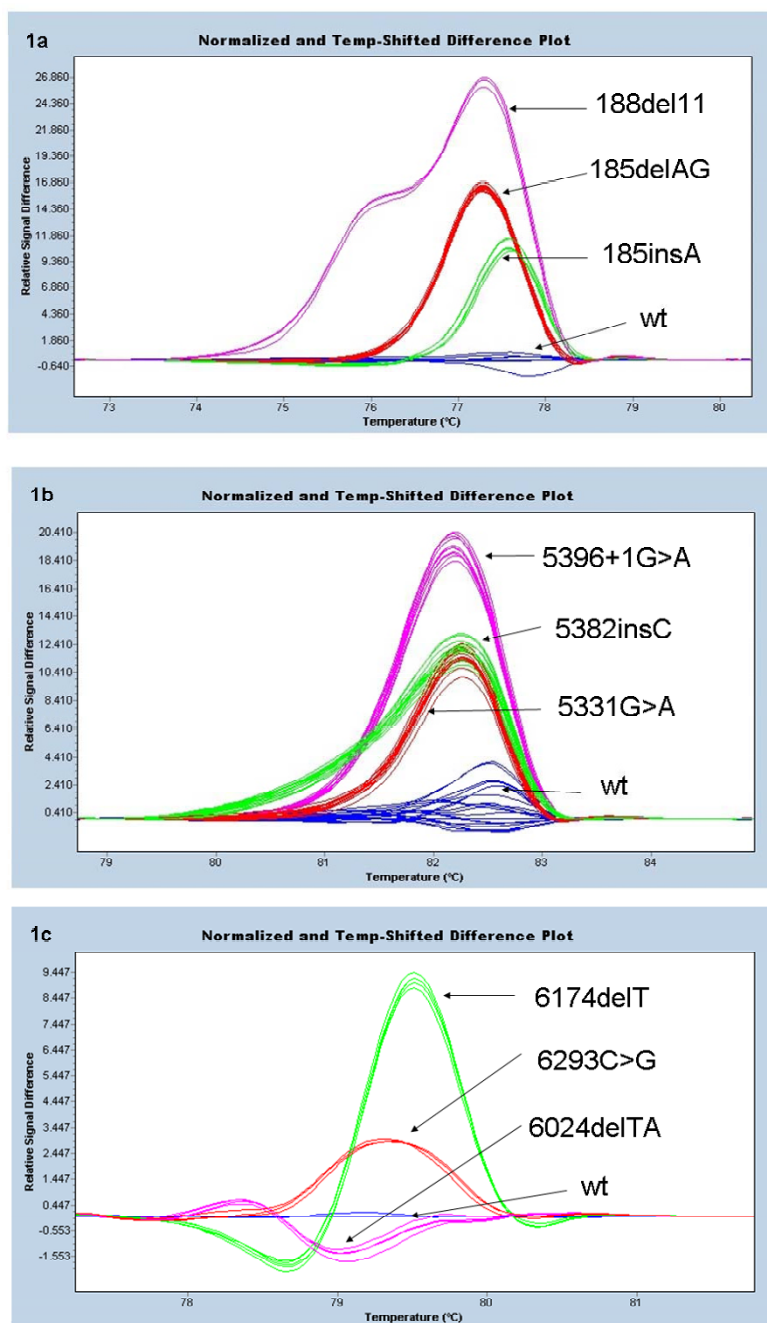 1a
Normalized and Temp-Shifted Difference Plot
Relative Signal Difference
26.860
24.360
21.860
19.360
16.860
14.360
11.860
9.360
6.860
4.360
1.860
-0.640
188del11
185delAG
185insA
wt
73 74 75 76 77 78 79 80
Temperature (°C)
1b
Normalized and Temp-Shifted Difference Plot
Relative Signal Difference
20.410
18.410
16.410
14.410
12.410
10.410
8.410
6.410
4.410
2.410
0.410
5396+1G>A
5382insC
5331G>A
wt
79 80 81 82 83 84
Temperature (°C)
1c
Normalized and Temp-Shifted Difference Plot
Relative Signal Difference
9.447
8.447
7.447
6.447
5.447
4.447
3.447
2.447
1.447
0.447
-0.553
-1.553
6174delT
6293C>G
6024delTA
wt
78 79 80 81
Temperature (°C)